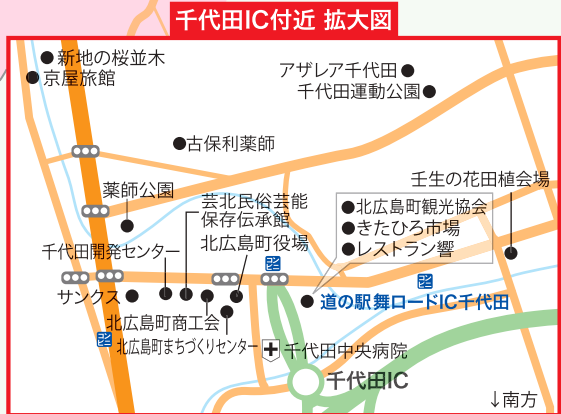 千代田IC付近 拡大図
新地の桜並木
京屋旅館
アザレア千代田
千代田運動公園
古保利薬師
薬師公園
壬生の花田植会場
芸北民俗芸能
保存伝承館
北広島町役場
千代田開発センター
北広島町観光協会
きたひろ市場
レストラン響
サンクス
道の駅舞ロードIC千代田
北広島町商工会
北広島町まちづくりセンター
千代田中央病院
千代田IC
↓南方